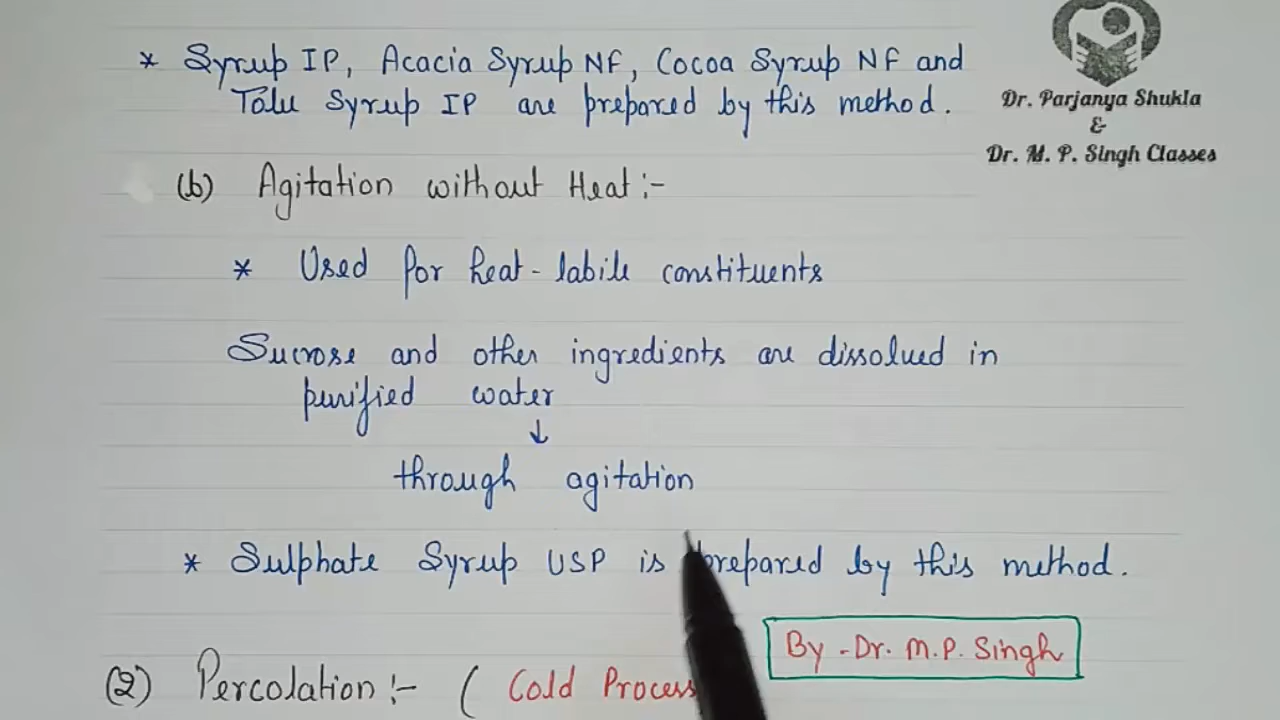 * Syrup IP, Acacia Syrup NF, Cocoa Syrup NF and
Tolu Syrup IP are prepared by this method.
Dr. Parjanya Shukla
&
Dr. M. P. Singh Classes
(b) Agitation without Heat :-
* Used for heat-labile constituents
Sucrose and other ingredients are dissolved in
purified water
↓
through agitation
* Sulphate Syrup USP is prepared by this method.
By - Dr. M.P. Singh
(2) Percolation :- ( Cold Process